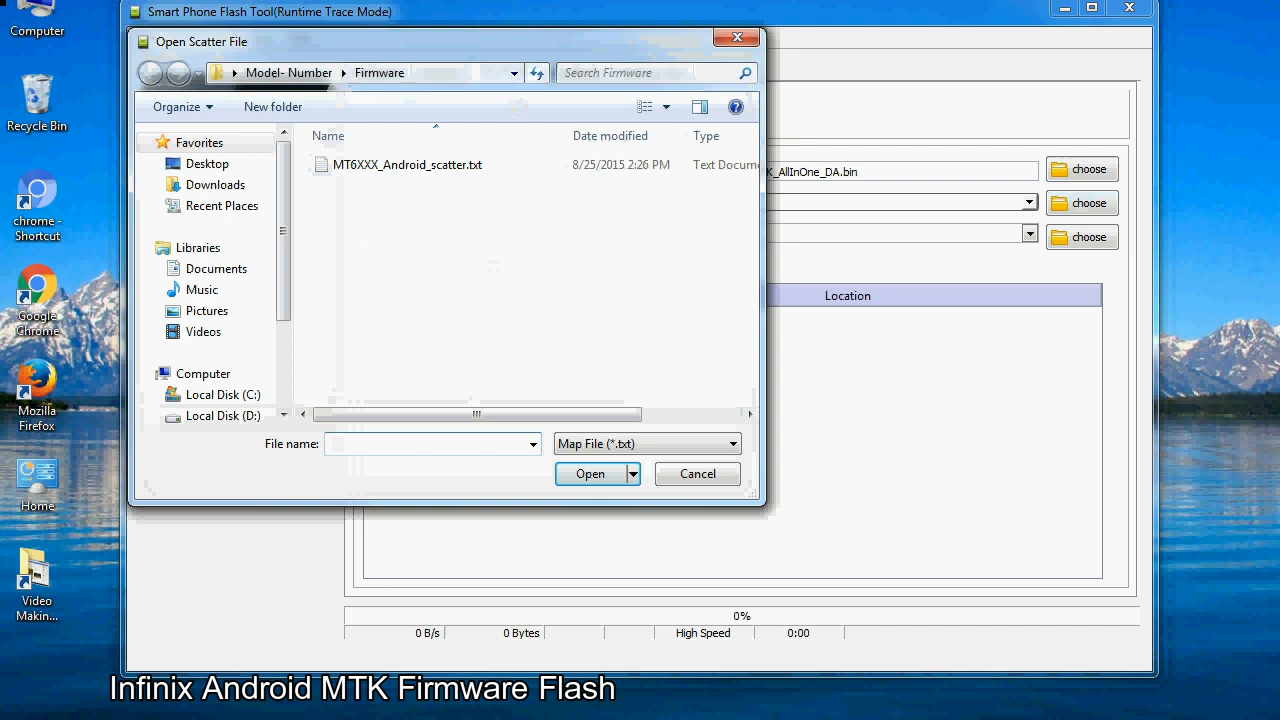 Smart Phone Flash Tool(Runtime Trace Mode)
Computer
Recycle Bin
chrome -
Shortcut
Google
Chrome
Mozilla
Firefox
Home
Video
Makin...
Open Scatter File
Model- Number
Firmware
Search Firmware
Organize
New folder
Name
Date modified
Type
MT6XXX_Android_scatter.txt
8/25/2015 2:26 PM
Text Docum
Favorites
Desktop
Downloads
Recent Places
Libraries
Documents
Music
Pictures
Videos
Computer
Local Disk (C:)
Local Disk (D:)
File name:
Map File (*.txt)
Open
Cancel
K_AllInOne_DA.bin
choose
choose
choose
Location
0%
0 B/s
0 Bytes
High Speed
0:00
Infinix Android MTK Firmware Flash